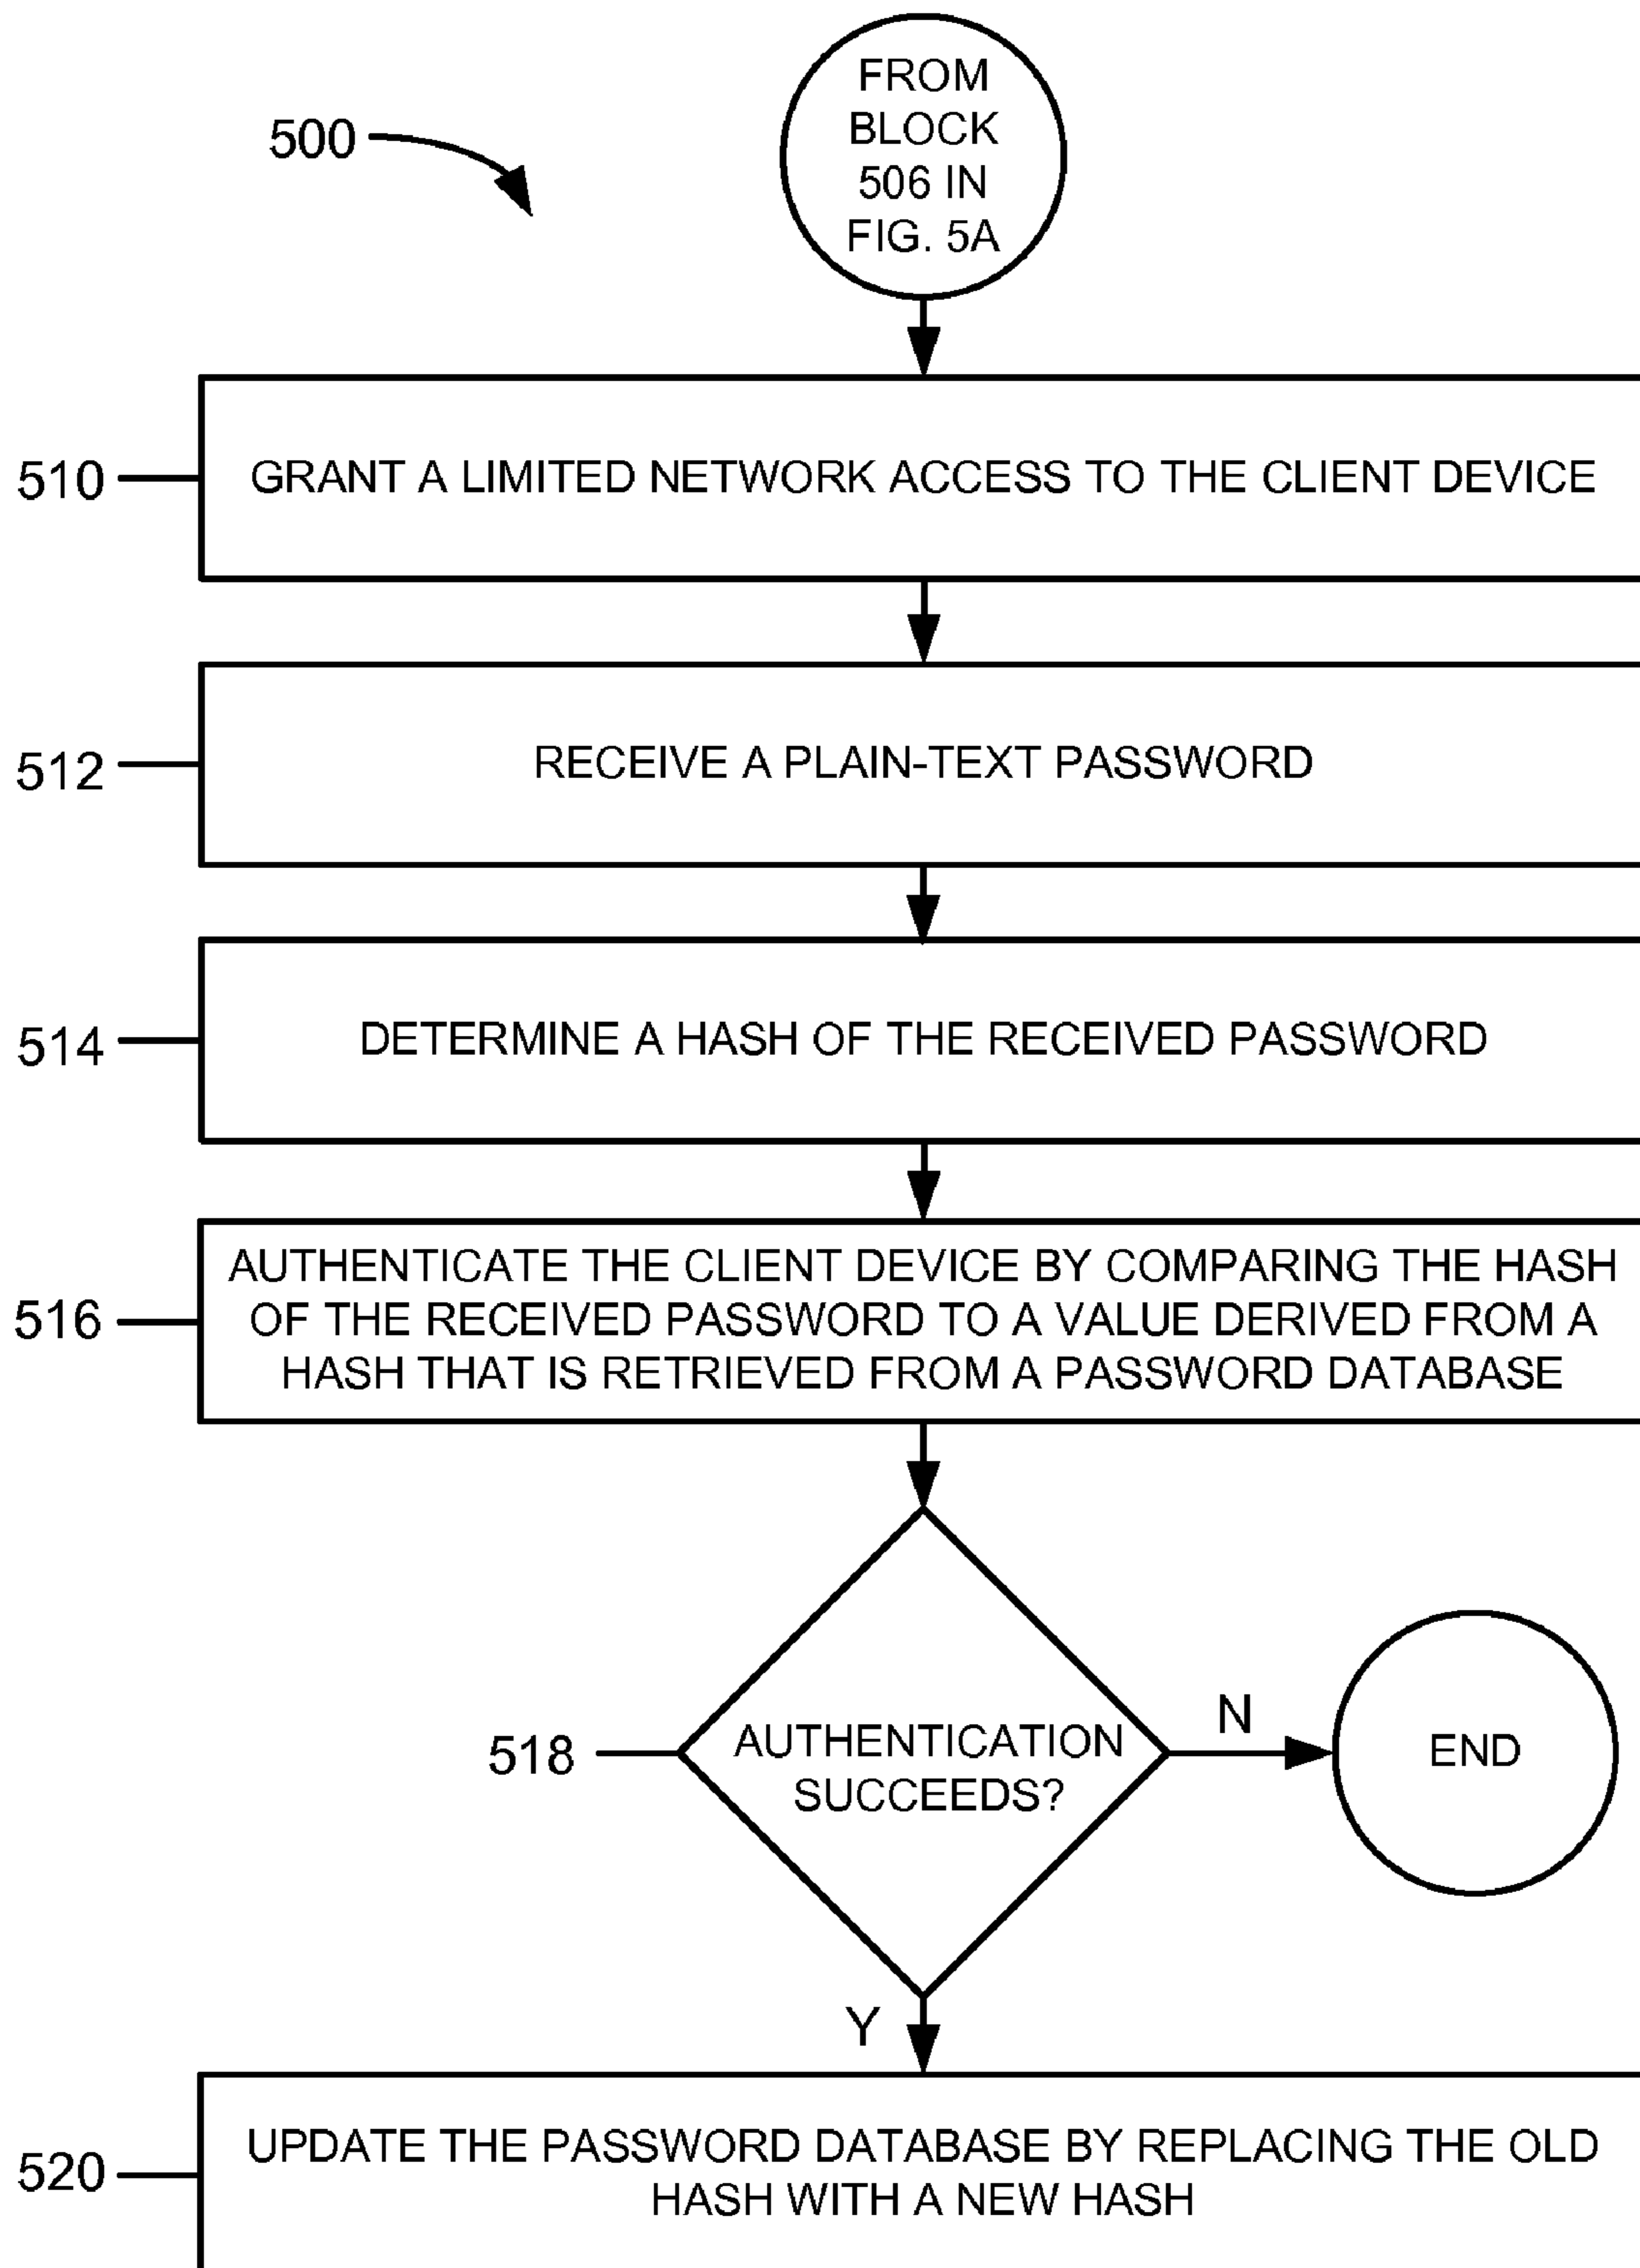 FROM
BLOCK
506 IN
FIG. 5A
500
510
GRANT A LIMITED NETWORK ACCESS TO THE CLIENT DEVICE
512
RECEIVE A PLAIN-TEXT PASSWORD
514
DETERMINE A HASH OF THE RECEIVED PASSWORD
516
AUTHENTICATE THE CLIENT DEVICE BY COMPARING THE HASH
OF THE RECEIVED PASSWORD TO A VALUE DERIVED FROM A
HASH THAT IS RETRIEVED FROM A PASSWORD DATABASE
518
AUTHENTICATION
SUCCEEDS?
N
END
Y
520
UPDATE THE PASSWORD DATABASE BY REPLACING THE OLD
HASH WITH A NEW HASH